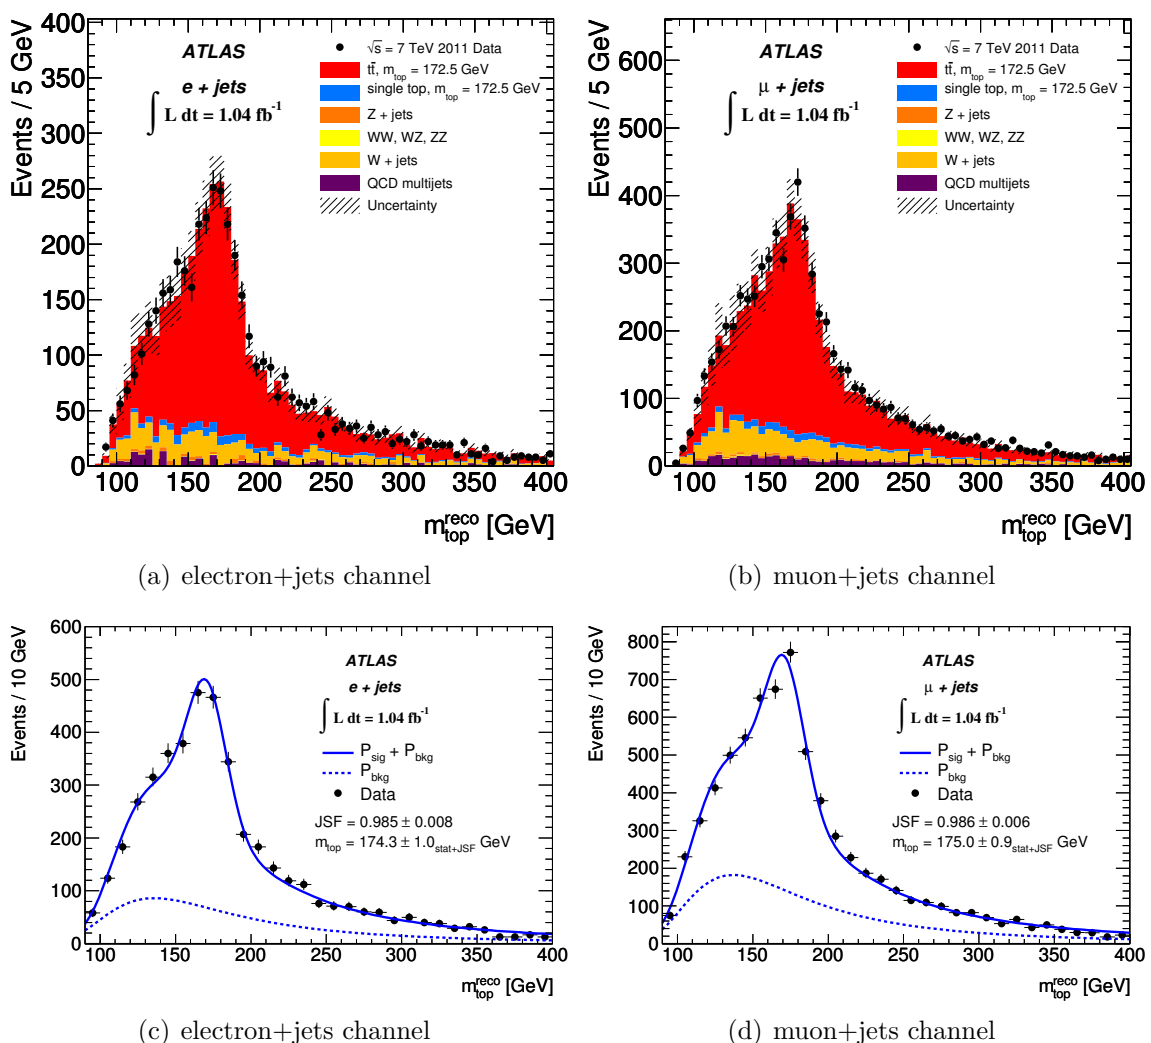 Events / 5 GeV
400
350
300
250
200
150
100
50
0
ATLAS
e + jets
∫ L dt = 1.04 fb⁻¹
√s = 7 TeV 2011 Data
tt̄, m_top = 172.5 GeV
single top, m_top = 172.5 GeV
Z + jets
WW, WZ, ZZ
W + jets
QCD multijets
Uncertainty
100 150 200 250 300 350 400
m_top^reco [GeV]
(a) electron+jets channel
Events / 5 GeV
600
500
400
300
200
100
0
ATLAS
μ + jets
∫ L dt = 1.04 fb⁻¹
√s = 7 TeV 2011 Data
tt̄, m_top = 172.5 GeV
single top, m_top = 172.5 GeV
Z + jets
WW, WZ, ZZ
W + jets
QCD multijets
Uncertainty
100 150 200 250 300 350 400
m_top^reco [GeV]
(b) muon+jets channel
Events / 10 GeV
600
500
400
300
200
100
0
ATLAS
e + jets
∫ L dt = 1.04 fb⁻¹
P_sig + P_bkg
P_bkg
Data
JSF = 0.985 ± 0.008
m_top = 174.3 ± 1.0_stat+JSF GeV
100 150 200 250 300 350 400
m_top^reco [GeV]
(c) electron+jets channel
Events / 10 GeV
800
700
600
500
400
300
200
100
0
ATLAS
μ + jets
∫ L dt = 1.04 fb⁻¹
P_sig + P_bkg
P_bkg
Data
JSF = 0.986 ± 0.006
m_top = 175.0 ± 0.9_stat+JSF GeV
100 150 200 250 300 350 400
m_top^reco [GeV]
(d) muon+jets channel